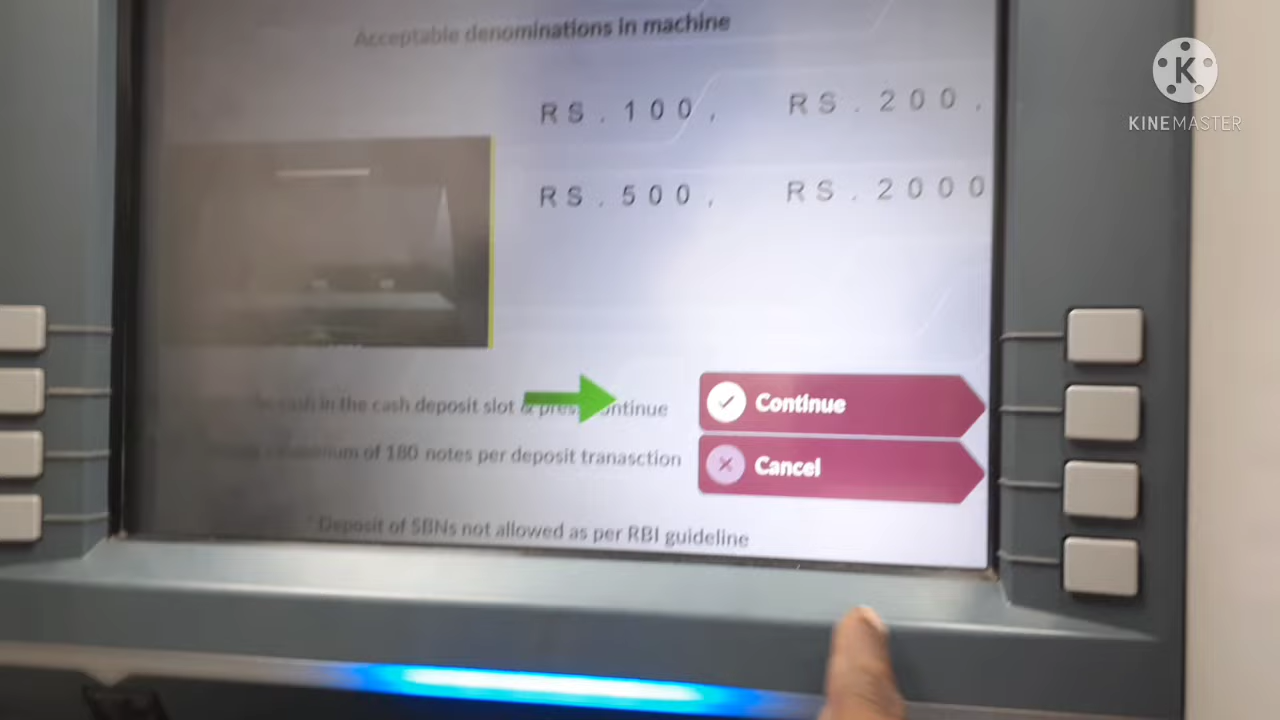 Acceptable denominations in machine
RS.100, RS.200,
RS.500, RS.2000
cash in the cash deposit slot & press Continue
of 180 notes per deposit tranasction
* Deposit of SBNs not allowed as per RBI guideline
Continue
Cancel
K
KINEMASTER